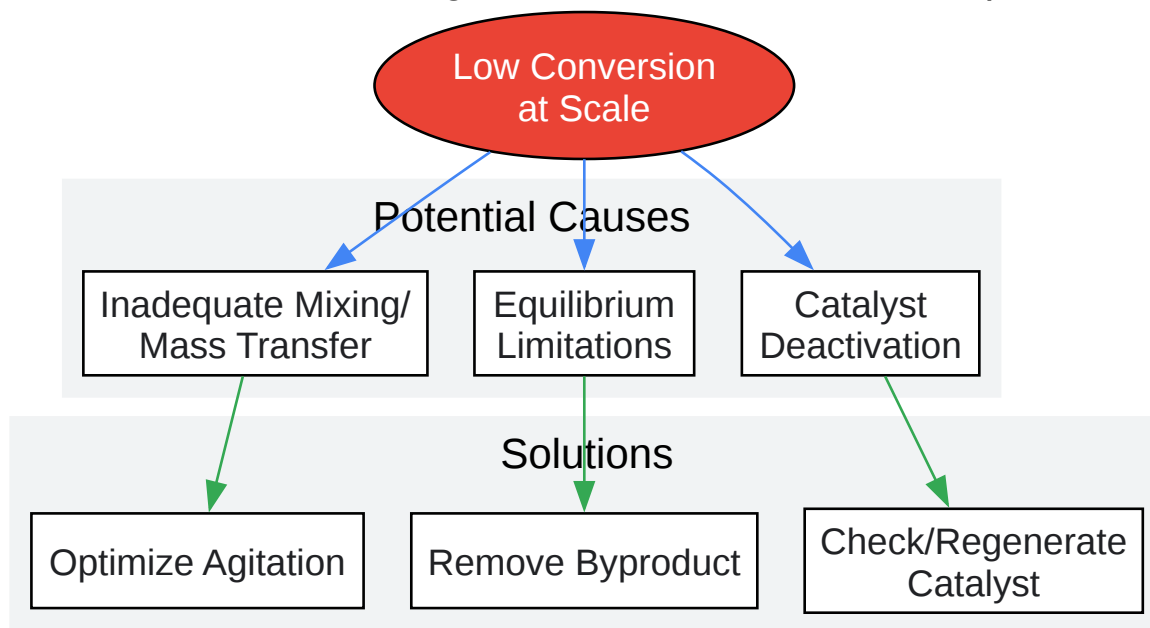 Low Conversion
at Scale
Potential Causes
Inadequate Mixing/
Mass Transfer
Equilibrium
Limitations
Catalyst
Deactivation
Solutions
Optimize Agitation
Remove Byproduct
Check/Regenerate
Catalyst